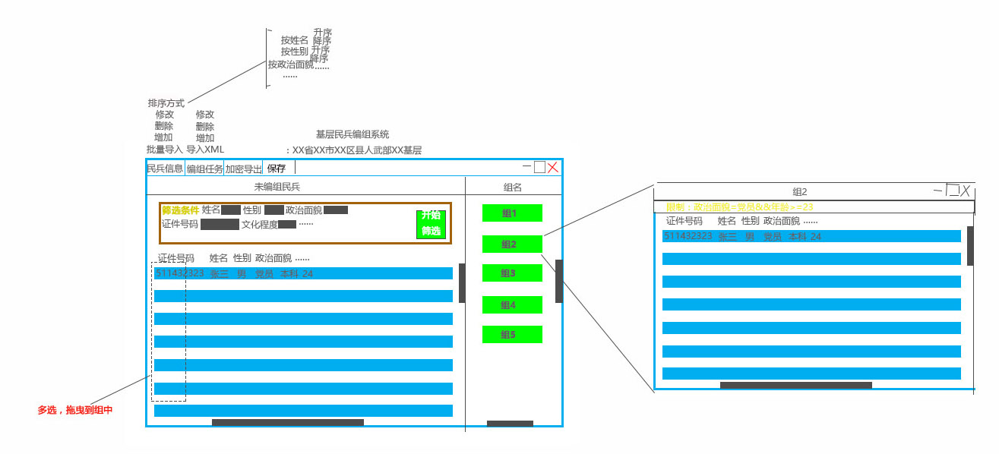 升序
按姓名 降序
按性别 升序
降序
按政治面貌......
......
排序方式
修改 修改
删除 删除
增加 增加
批量导入 导入XML
基层民兵编组系统
：XX省XX市XX区县人武部XX基层
民兵信息 编组任务 加密导出 保存
未编组民兵 组名
筛选条件 姓名 性别 政治面貌
证件号码 文化程度 ......
开始
筛选
证件号码 姓名 性别 政治面貌 ......
511432323 张三 男 党员 本科 24
组1
组2
组3
组4
组5
多选，拖曳到组中
组2
限制：政治面貌=党员&&年龄>=23
证件号码 姓名 性别 政治面貌 ......
511432323 张三 男 党员 本科 24